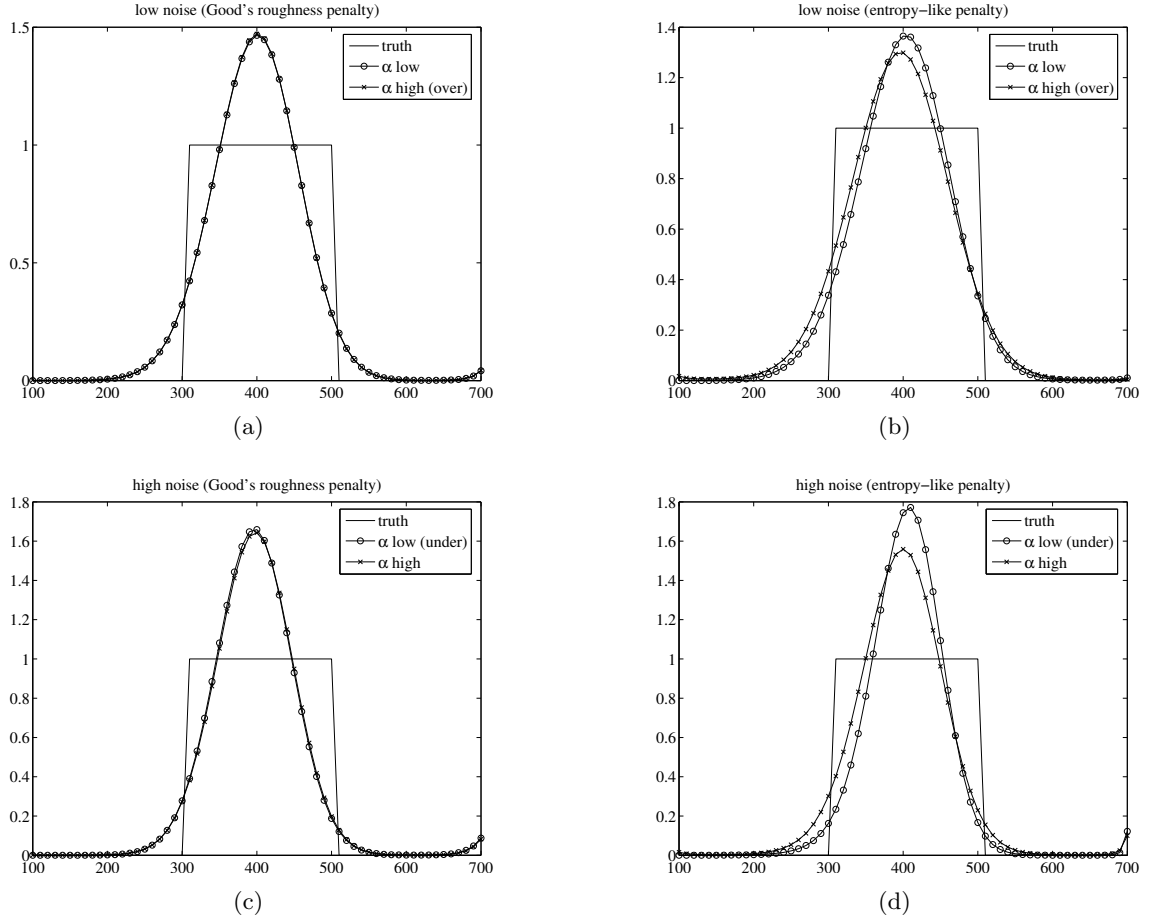 low noise (Good's roughness penalty)
1.5
1
0.5
0
truth
α low
α high (over)
100 200 300 400 500 600 700
(a)
low noise (entropy−like penalty)
1.4
1.2
1
0.8
0.6
0.4
0.2
0
truth
α low
α high (over)
100 200 300 400 500 600 700
(b)
high noise (Good's roughness penalty)
1.8
1.6
1.4
1.2
1
0.8
0.6
0.4
0.2
0
truth
α low (under)
α high
100 200 300 400 500 600 700
(c)
high noise (entropy−like penalty)
1.8
1.6
1.4
1.2
1
0.8
0.6
0.4
0.2
0
truth
α low (under)
α high
100 200 300 400 500 600 700
(d)